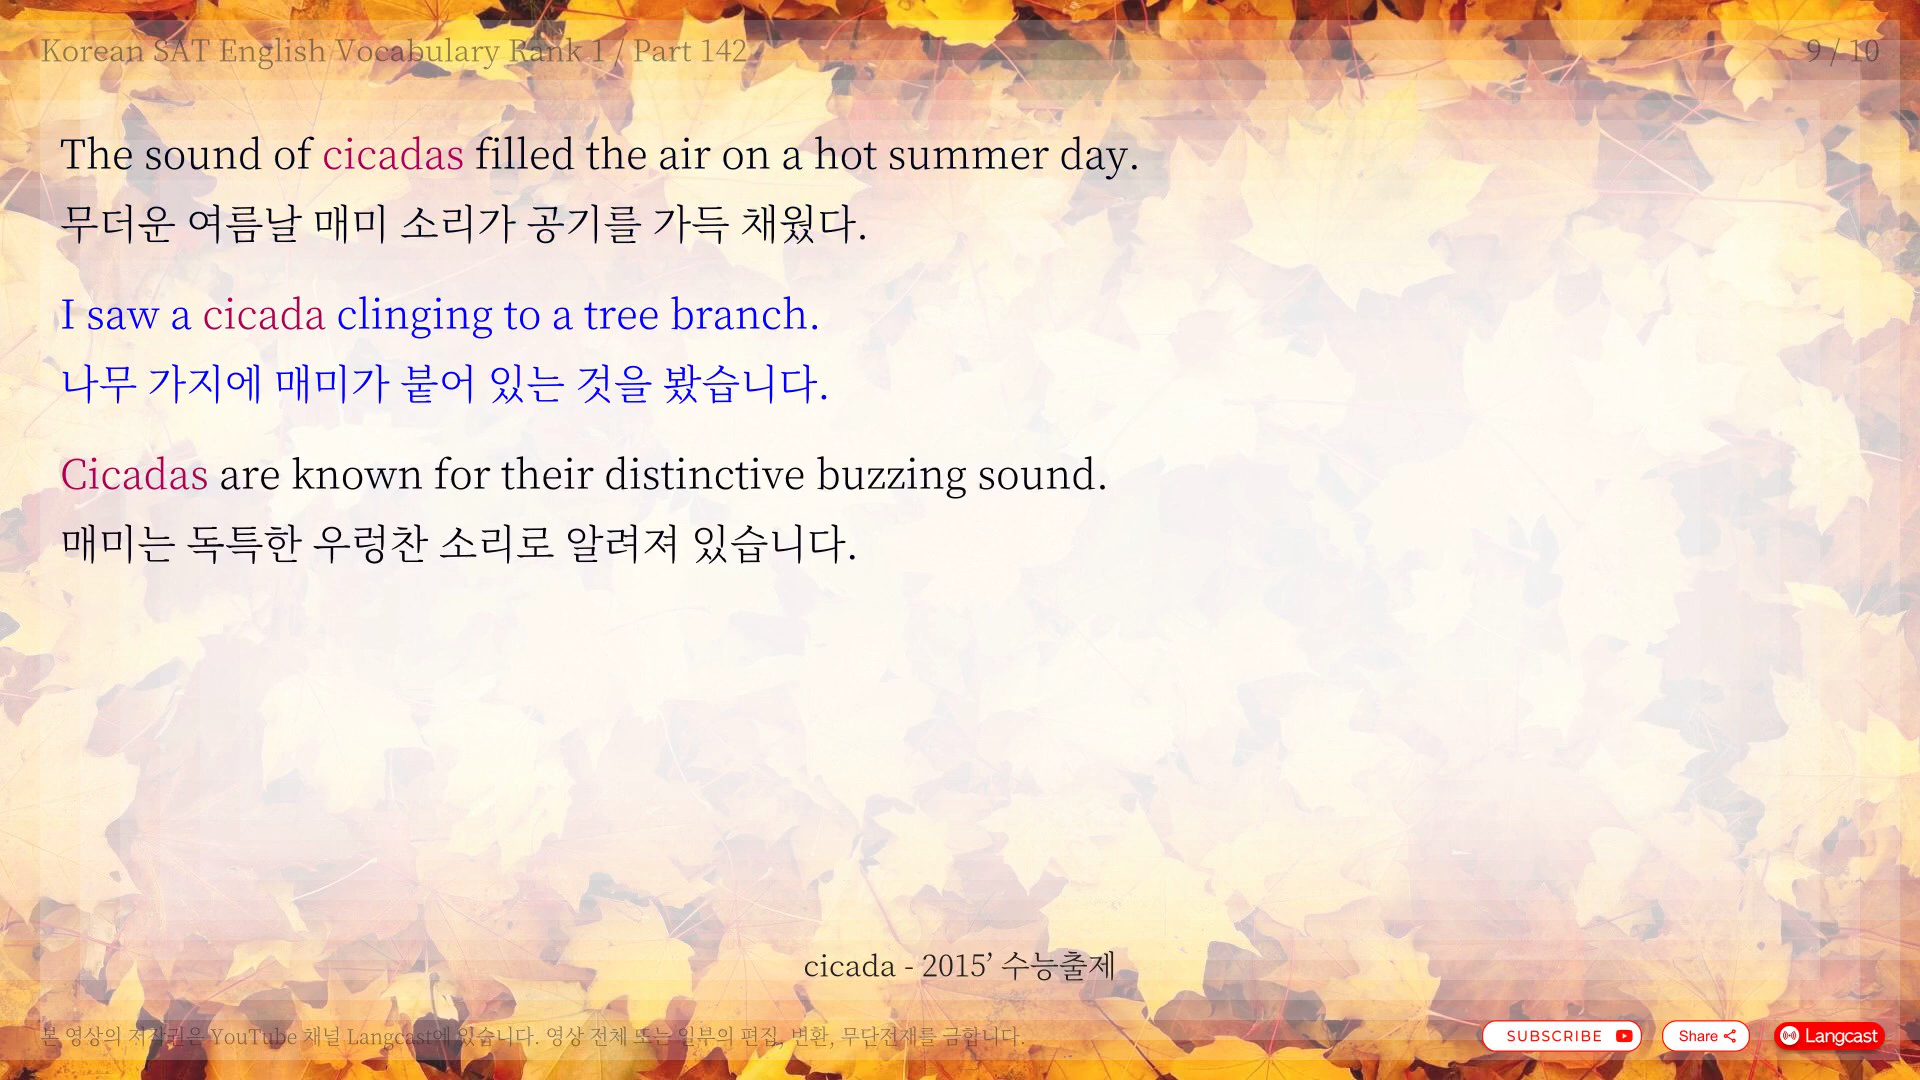 Korean SAT English Vocabulary Rank 1 / Part 142
9 / 10
The sound of cicadas filled the air on a hot summer day.
무더운 여름날 매미 소리가 공기를 가득 채웠다.
I saw a cicada clinging to a tree branch.
나무 가지에 매미가 붙어 있는 것을 봤습니다.
Cicadas are known for their distinctive buzzing sound.
매미는 독특한 우렁찬 소리로 알려져 있습니다.
cicada - 2015’ 수능출제
본 영상의 저작권은 YouTube 채널 Langcast에 있습니다. 영상 전체 또는 일부의 편집, 변환, 무단전재를 금합니다.
SUBSCRIBE
Share
Langcast